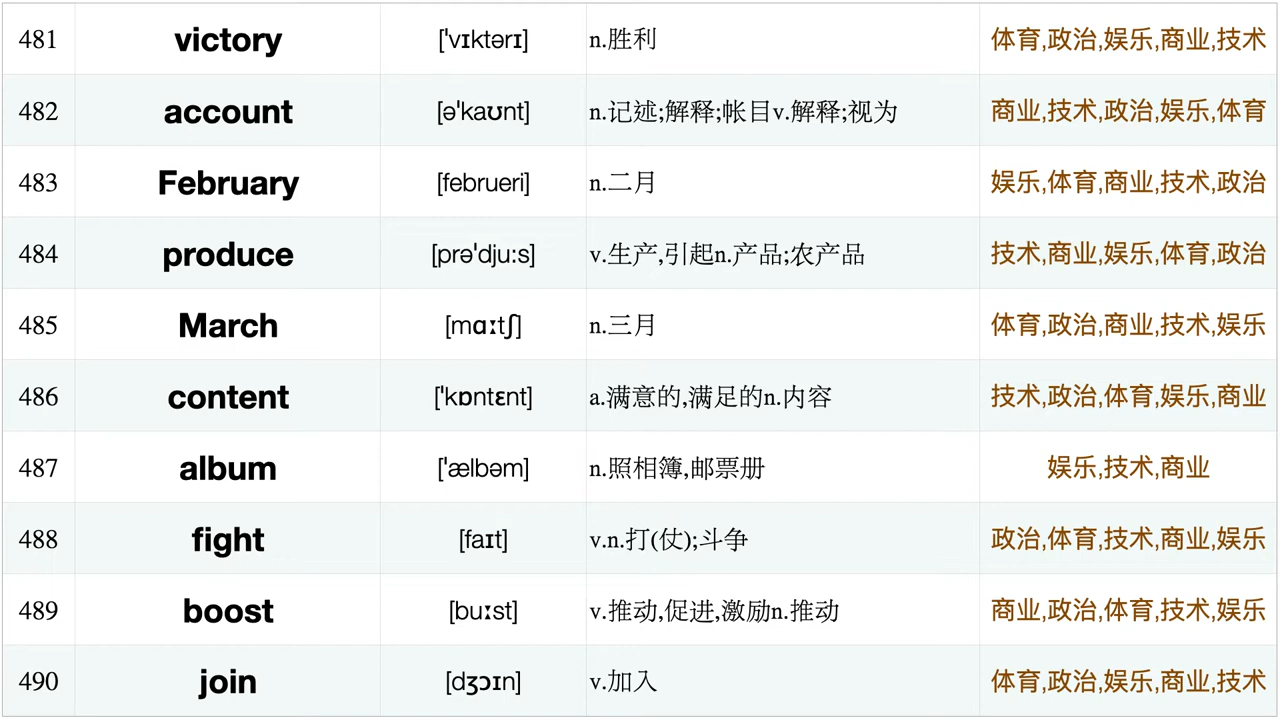 481 victory ['vɪktərɪ] n.胜利 体育,政治,娱乐,商业,技术
482 account [ə'kaʊnt] n.记述;解释;帐目v.解释;视为 商业,技术,政治,娱乐,体育
483 February [februeri] n.二月 娱乐,体育,商业,技术,政治
484 produce [prə'dju:s] v.生产,引起n.产品;农产品 技术,商业,娱乐,体育,政治
485 March [mɑːtʃ] n.三月 体育,政治,商业,技术,娱乐
486 content ['kɒntɛnt] a.满意的,满足的n.内容 技术,政治,体育,娱乐,商业
487 album ['ælbəm] n.照相簿,邮票册 娱乐,技术,商业
488 fight [faɪt] v.n.打(仗);斗争 政治,体育,技术,商业,娱乐
489 boost [buːst] v.推动,促进,激励n.推动 商业,政治,体育,技术,娱乐
490 join [dʒɔɪn] v.加入 体育,政治,娱乐,商业,技术